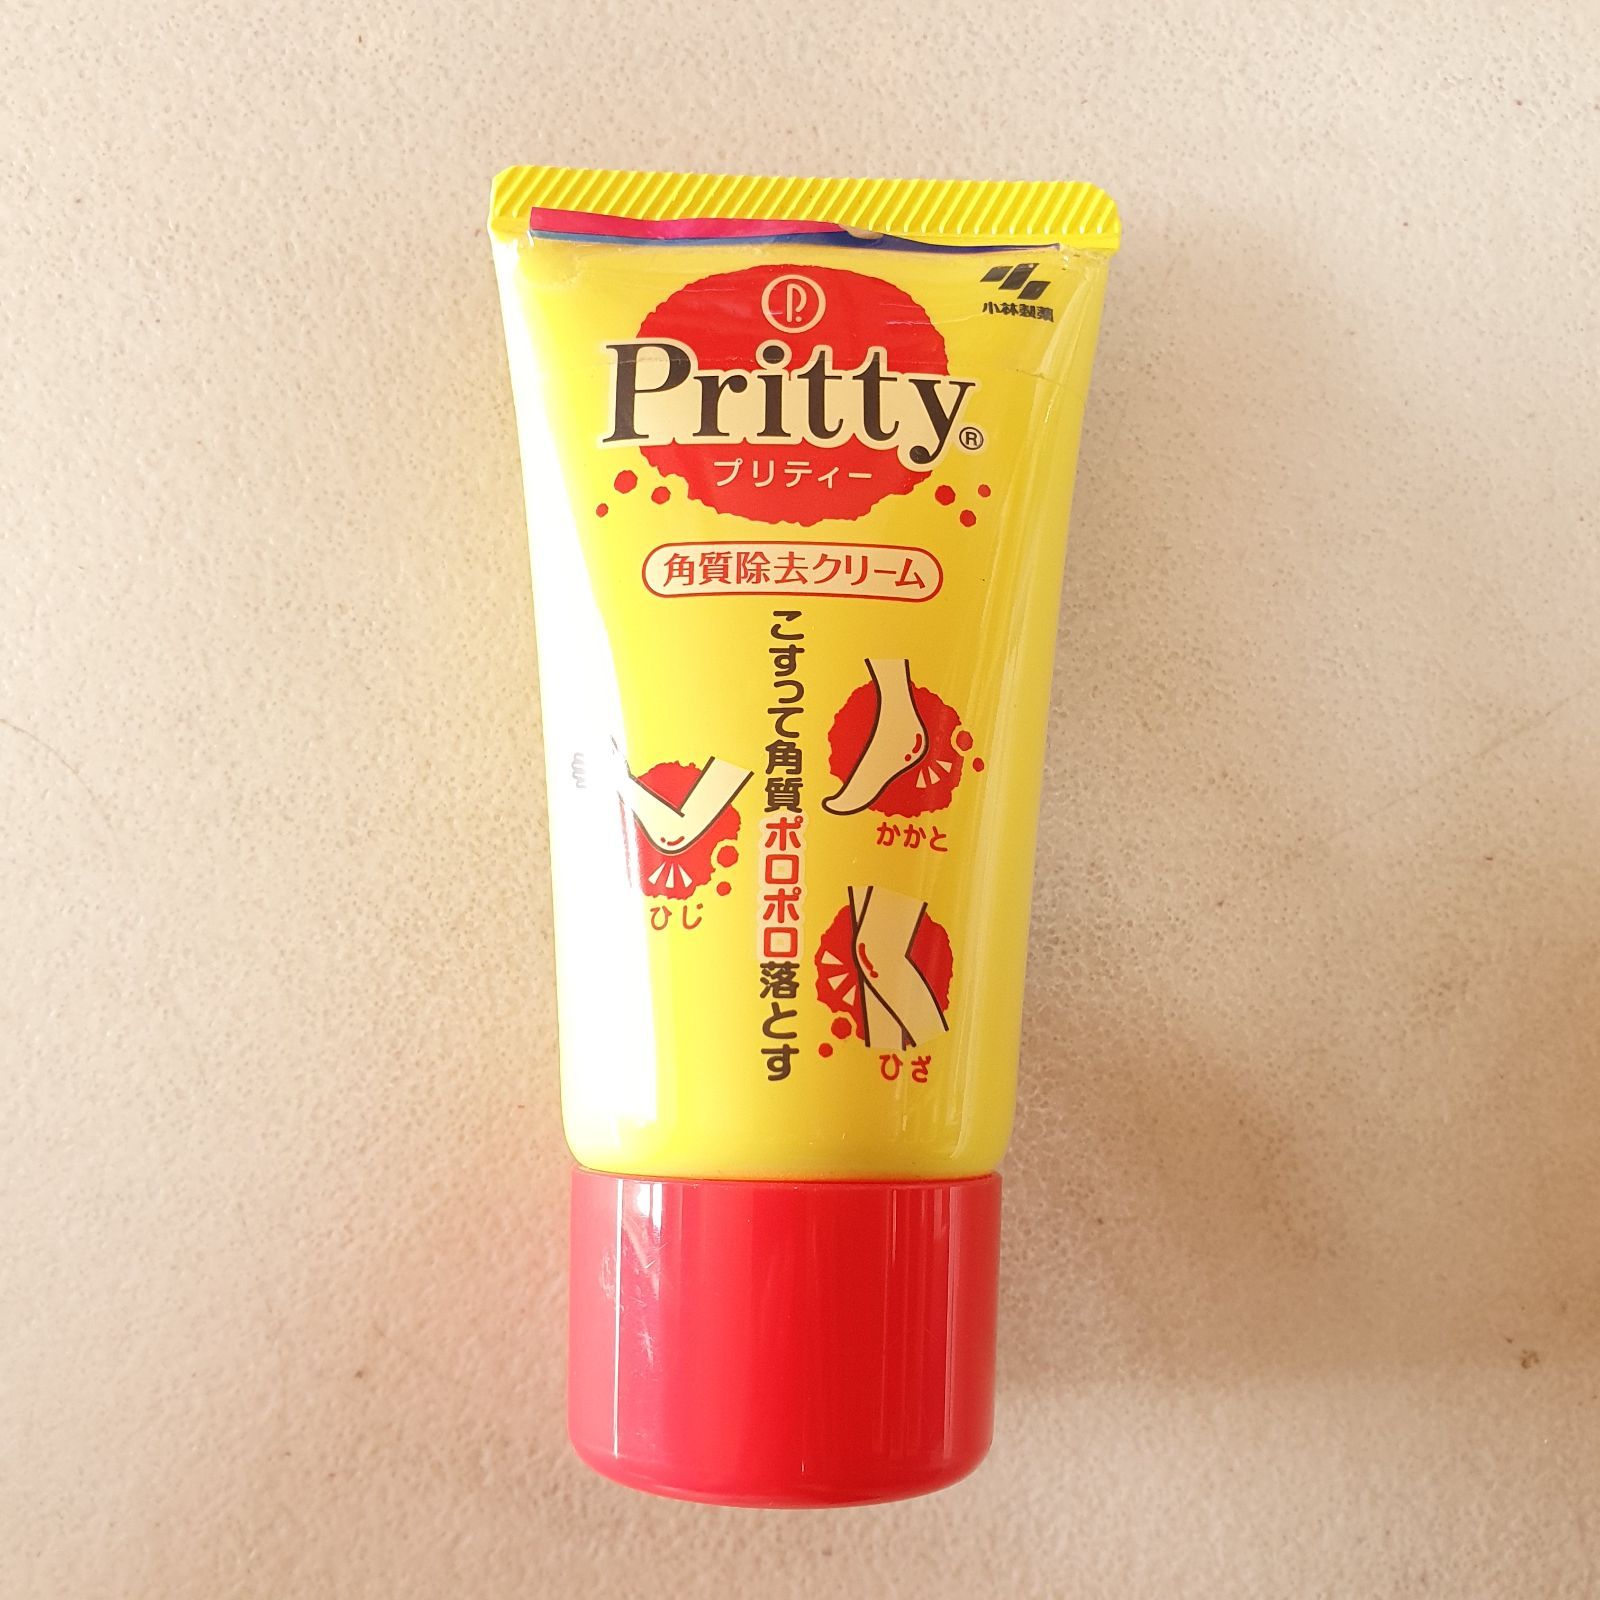 P.
小林製薬
Pritty®
プリティー
角質除去クリーム
こすって角質ポロポロ落とす
かかと
ひじ
ひざ